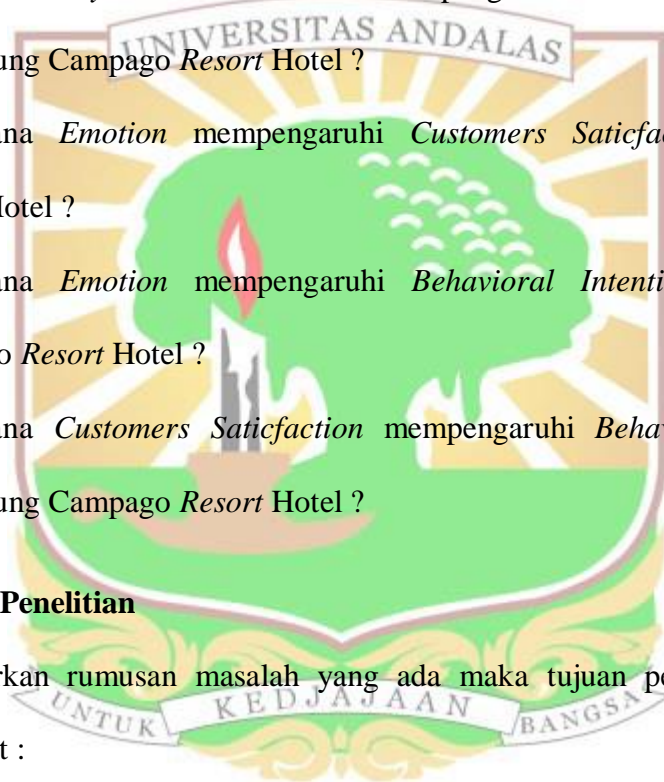 UNIVERSITAS ANDALAS
ung Campago Resort Hotel ?
ana Emotion mempengaruhi Customers Saticfac
Hotel ?
ana Emotion mempengaruhi Behavioral Intenti
o Resort Hotel ?
ana Customers Saticfaction mempengaruhi Behav
ung Campago Resort Hotel ?
Penelitian
rkan rumusan masalah yang ada maka tujuan pe
UNTUK KEDJAJAAN BANGSA
t :